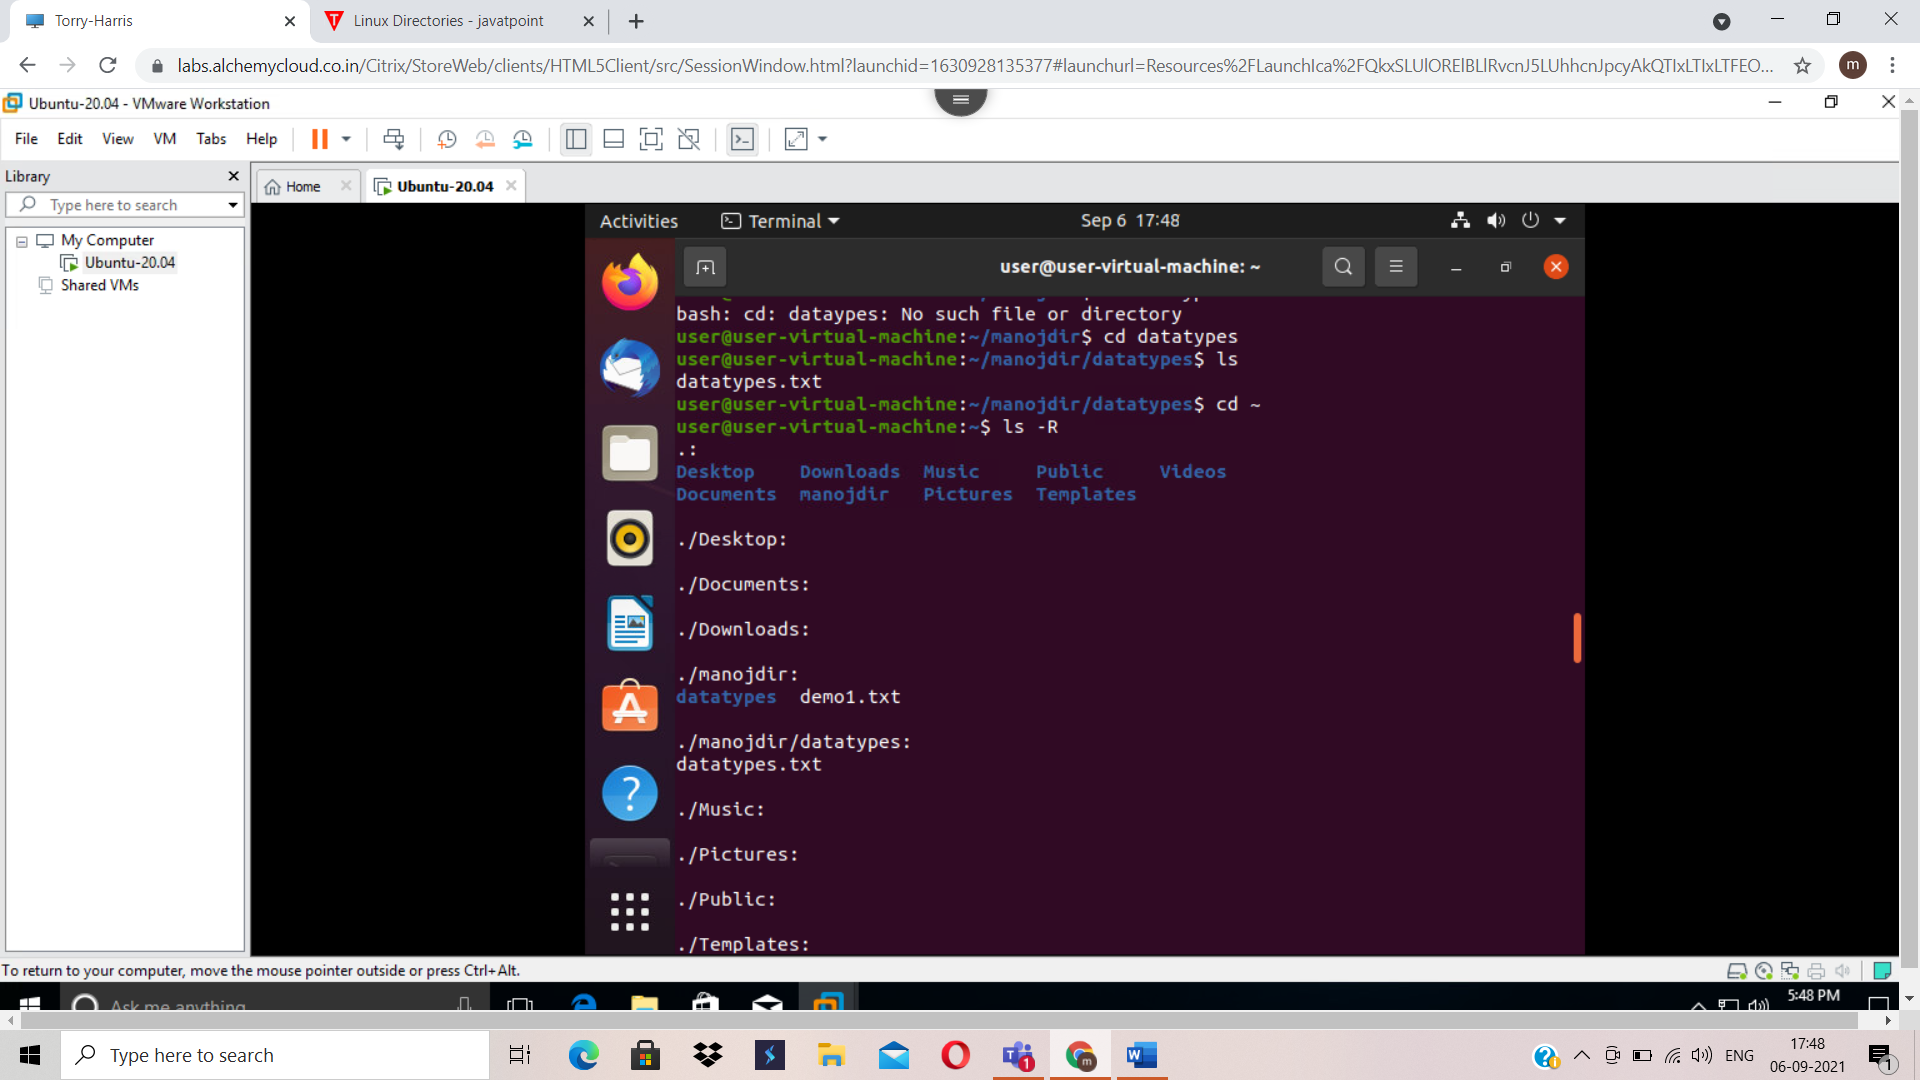 Torry-Harris
Linux Directories - javatpoint
labs.alchemycloud.co.in/Citrix/StoreWeb/clients/HTML5Client/src/SessionWindow.html?launchid=1630928135377#launchurl=Resources%2FLaunchIca%2FQkxSLUlORElBLlRvcnJ5LUhhcnJpcyAkQTIxLTIxLTFEO...
m
Ubuntu-20.04 - VMware Workstation
File Edit View VM Tabs Help
Library
Type here to search
My Computer
Ubuntu-20.04
Shared VMs
Home
Ubuntu-20.04
Activities
Terminal
Sep 6 17:48
user@user-virtual-machine: ~
bash: cd: dataypes: No such file or directory
user@user-virtual-machine:~/manojdir$ cd datatypes
user@user-virtual-machine:~/manojdir/datatypes$ ls
datatypes.txt
user@user-virtual-machine:~/manojdir/datatypes$ cd ~
user@user-virtual-machine:~$ ls -R
.:
Desktop Downloads Music Public Videos
Documents manojdir Pictures Templates
./Desktop:
./Documents:
./Downloads:
./manojdir:
datatypes demo1.txt
./manojdir/datatypes:
datatypes.txt
./Music:
./Pictures:
./Public:
./Templates:
To return to your computer, move the mouse pointer outside or press Ctrl+Alt.
Ask me anything
5:48 PM
Type here to search
1
m
ENG
17:48
06-09-2021
1